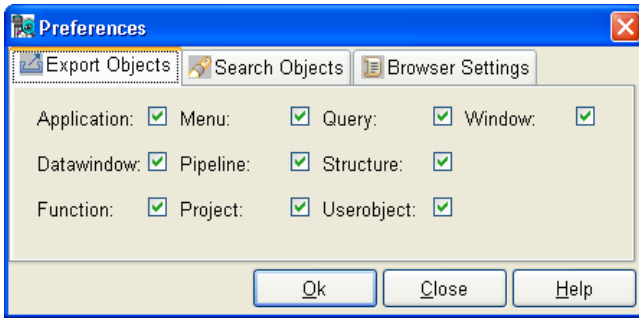 Preferences
Export Objects Search Objects Browser Settings
Application: Menu: Query: Window:
Datawindow: Pipeline: Structure:
Function: Project: Userobject:
Ok Close Help